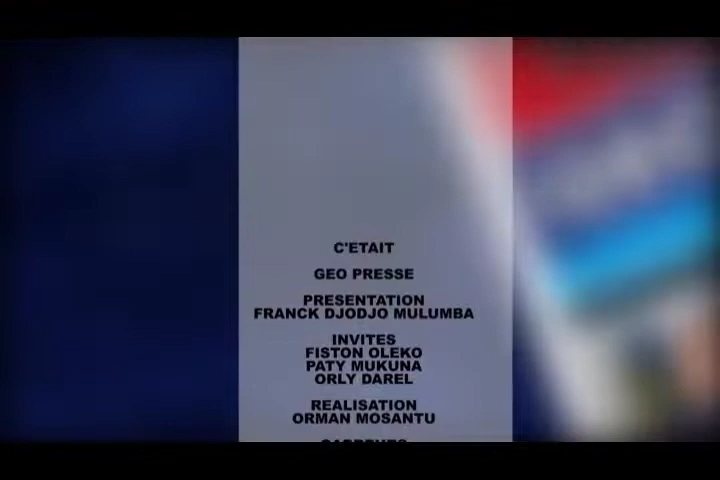 C'ETAIT
GEO PRESSE
PRESENTATION
FRANCK DJODJO MULUMBA
INVITES
FISTON OLEKO
PATY MUKUNA
ORLY DAREL
REALISATION
ORMAN MOSANTU